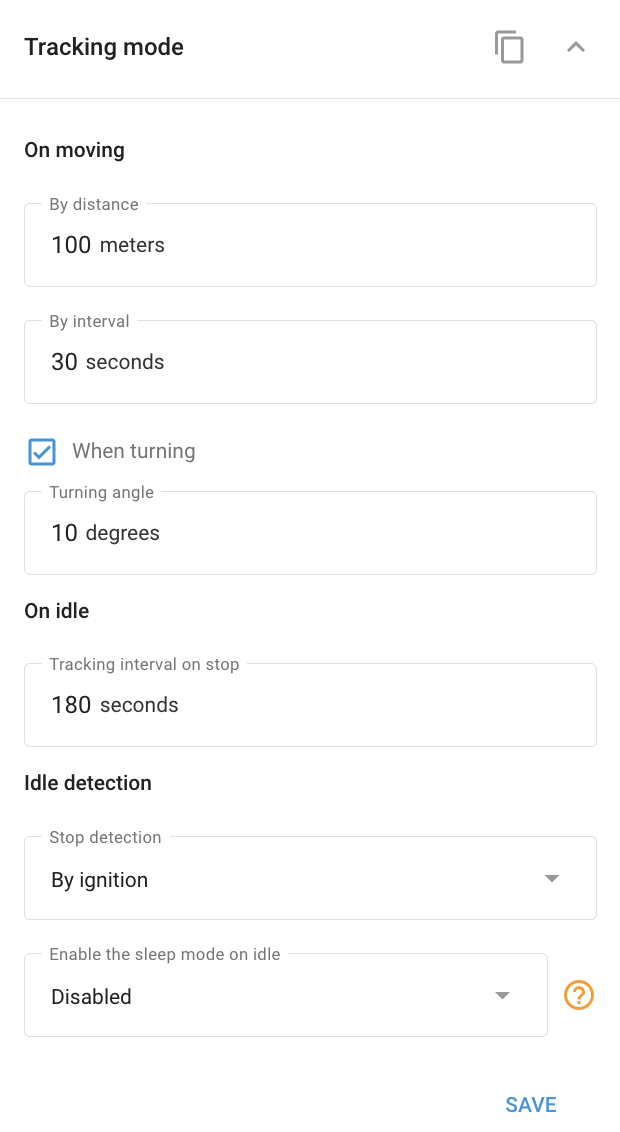 Tracking mode
On moving
By distance
100 meters
By interval
30 seconds
When turning
Turning angle
10 degrees
On idle
Tracking interval on stop
180 seconds
Idle detection
Stop detection
By ignition
Enable the sleep mode on idle
Disabled
?
SAVE